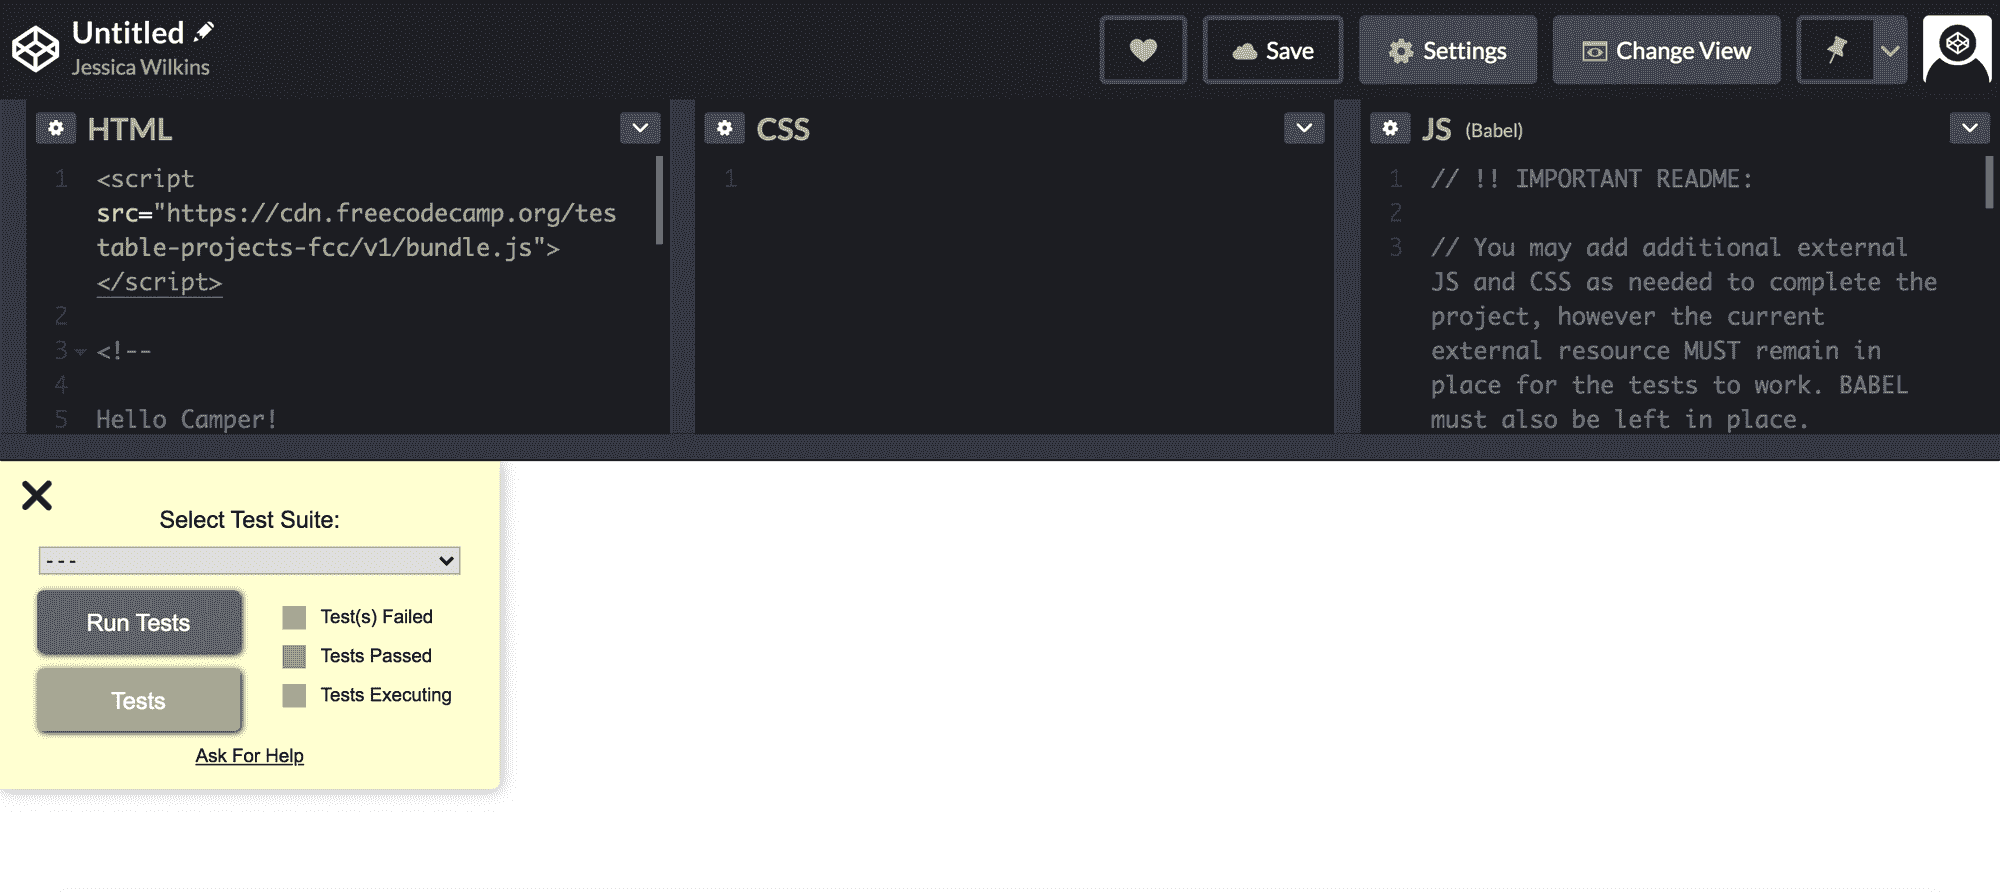 Untitled
Jessica Wilkins
Save
Settings
Change View
HTML
1 <script
src="https://cdn.freecodecamp.org/tes
table-projects-fcc/v1/bundle.js">
</script>
2
3 <!--
4
5 Hello Camper!
CSS
1
JS (Babel)
1 // !! IMPORTANT README:
2
3 // You may add additional external
JS and CSS as needed to complete the
project, however the current
external resource MUST remain in
place for the tests to work. BABEL
must also be left in place.
Select Test Suite:
---
Run Tests
Tests
Test(s) Failed
Tests Passed
Tests Executing
Ask For Help